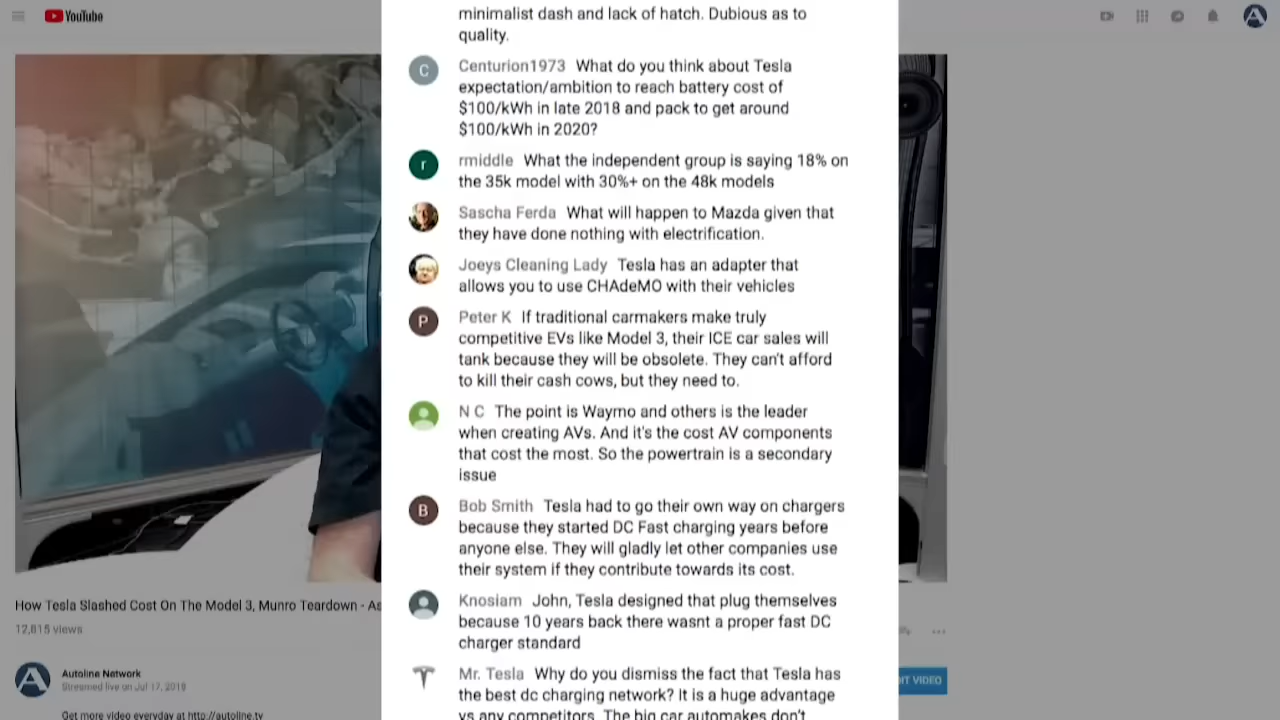 YouTube
minimalist dash and lack of hatch. Dubious as to
quality.
C
Centurion1973 What do you think about Tesla
expectation/ambition to reach battery cost of
$100/kWh in late 2018 and pack to get around
$100/kWh in 2020?
r
rmiddle What the independent group is saying 18% on
the 35k model with 30%+ on the 48k models
Sascha Ferda What will happen to Mazda given that
they have done nothing with electrification.
Joeys Cleaning Lady Tesla has an adapter that
allows you to use CHAdeMO with their vehicles
P
Peter K If traditional carmakers make truly
competitive EVs like Model 3, their ICE car sales will
tank because they will be obsolete. They can't afford
to kill their cash cows, but they need to.
N C The point is Waymo and others is the leader
when creating AVs. And it's the cost AV components
that cost the most. So the powertrain is a secondary
issue
B
Bob Smith Tesla had to go their own way on chargers
because they started DC Fast charging years before
anyone else. They will gladly let other companies use
their system if they contribute towards its cost.
Knosiam John, Tesla designed that plug themselves
because 10 years back there wasnt a proper fast DC
charger standard
Mr. Tesla Why do you dismiss the fact that Tesla has
the best dc charging network? It is a huge advantage
vs any competitors. The big car automakes don't
How Tesla Slashed Cost On The Model 3, Munro Teardown -
12,815 views
Autoline Network
Streamed live on Jul 17, 2018
Get more video everyday at http://autoline.tv
VIDEO